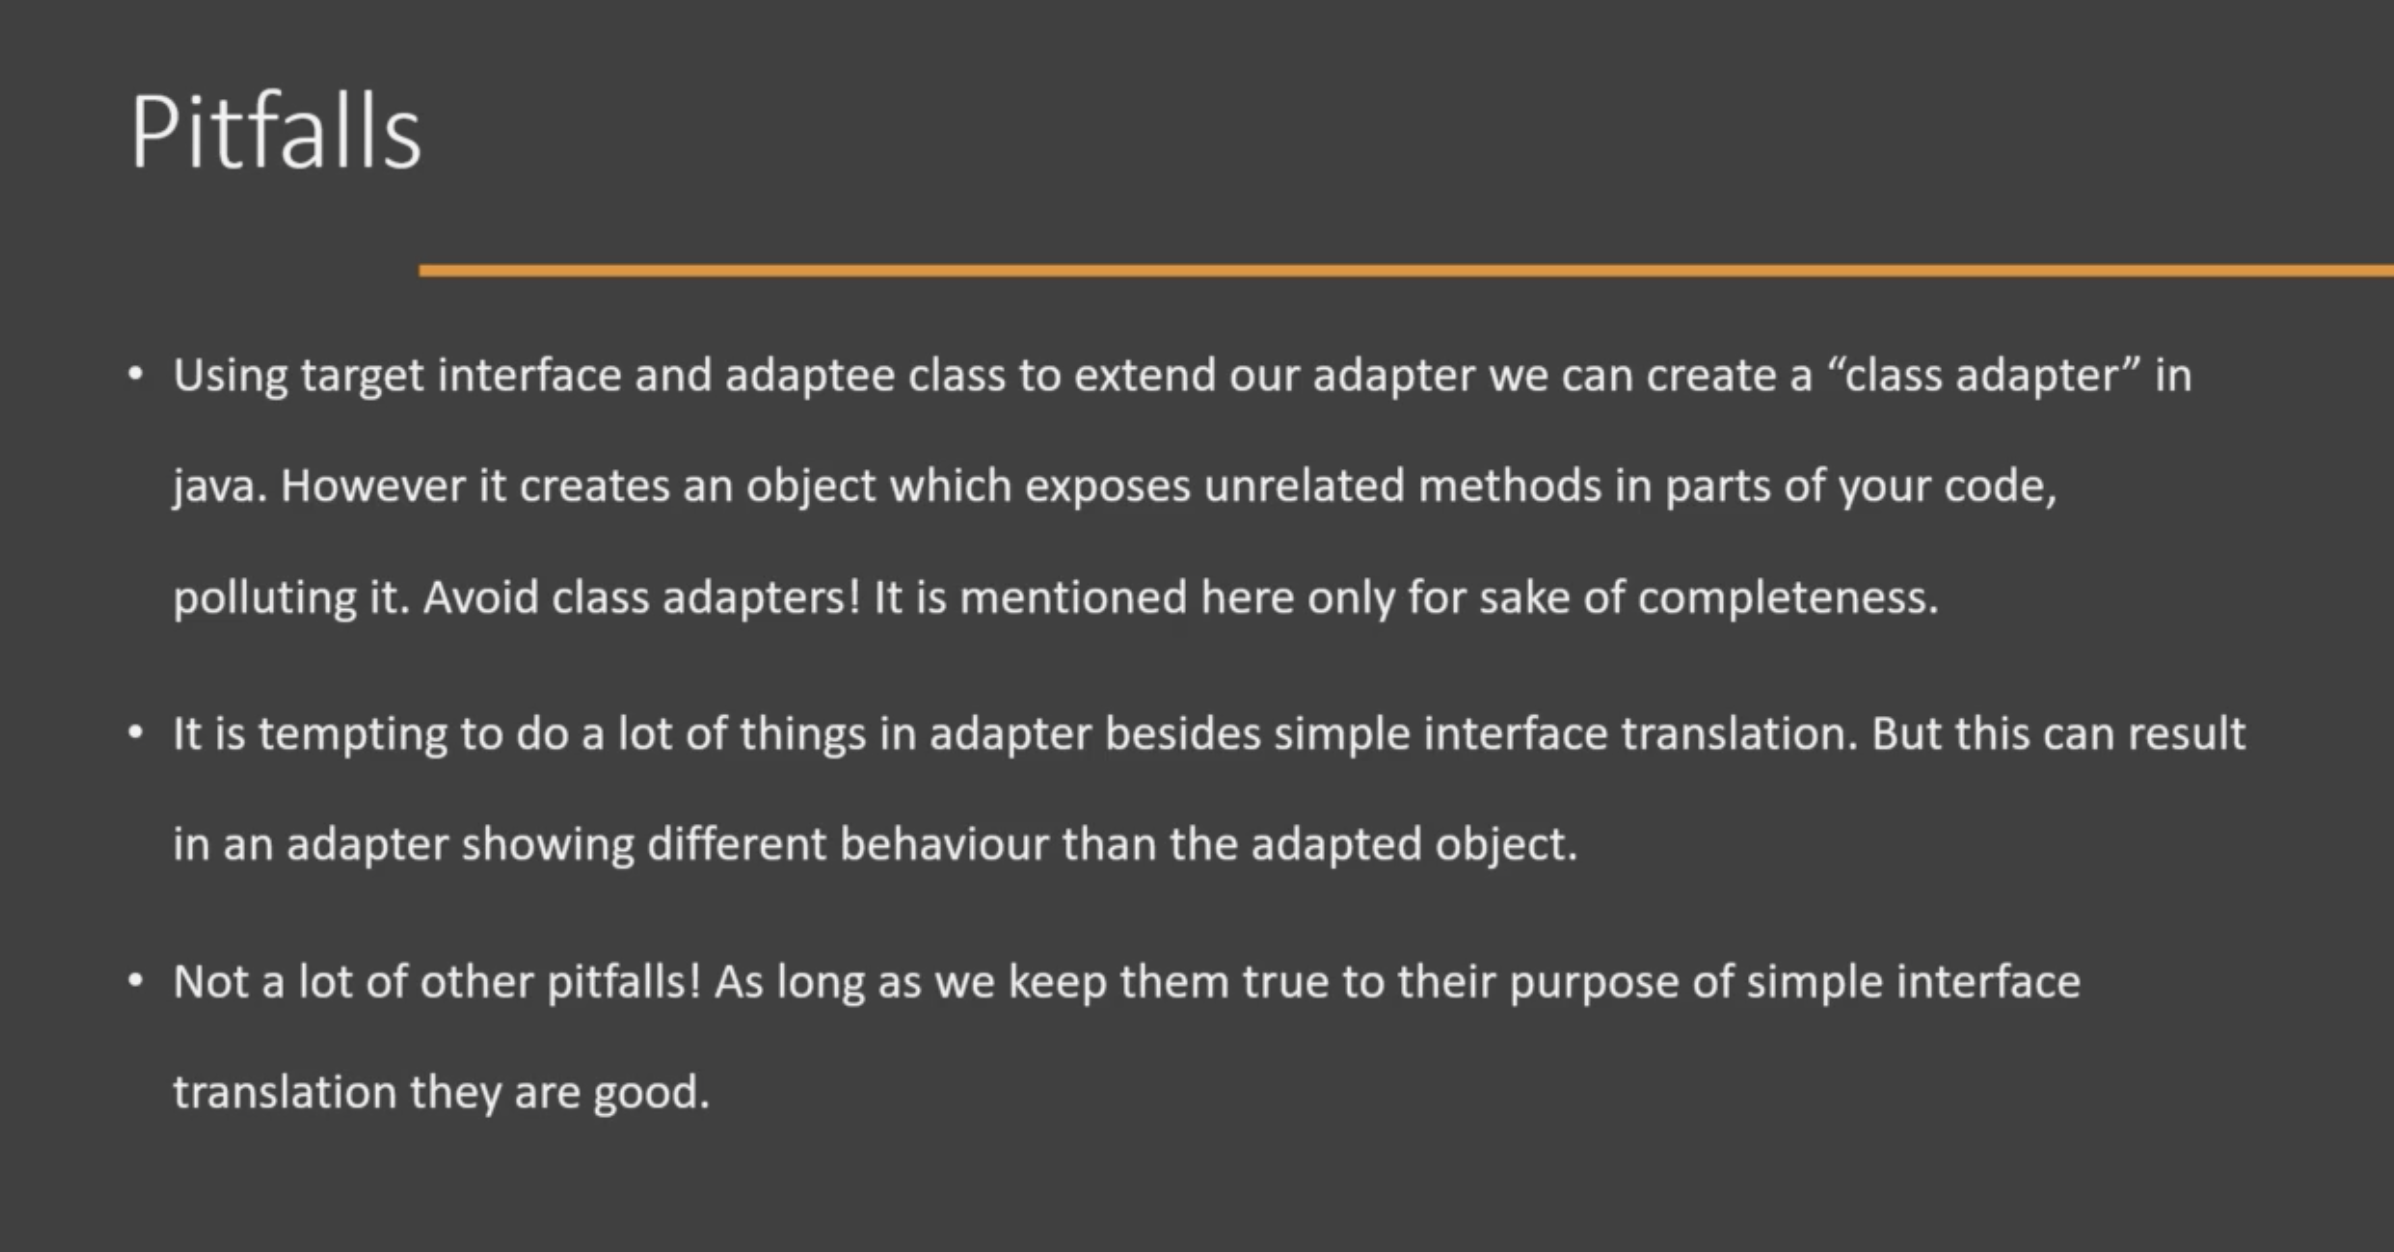 Pitfalls
• Using target interface and adaptee class to extend our adapter we can create a “class adapter” in
java. However it creates an object which exposes unrelated methods in parts of your code,
polluting it. Avoid class adapters! It is mentioned here only for sake of completeness.
• It is tempting to do a lot of things in adapter besides simple interface translation. But this can result
in an adapter showing different behaviour than the adapted object.
• Not a lot of other pitfalls! As long as we keep them true to their purpose of simple interface
translation they are good.